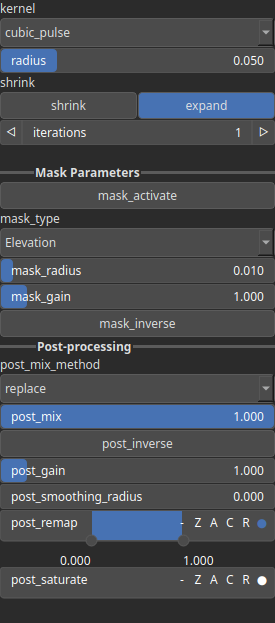 kernel
cubic_pulse
radius 0.050
shrink
shrink expand
iterations 1
Mask Parameters
mask_activate
mask_type
Elevation
mask_radius 0.010
mask_gain 1.000
mask_inverse
Post-processing
post_mix_method
replace
post_mix 1.000
post_inverse
post_gain 1.000
post_smoothing_radius 0.000
post_remap - Z A C R
0.000 1.000
post_saturate - Z A C R